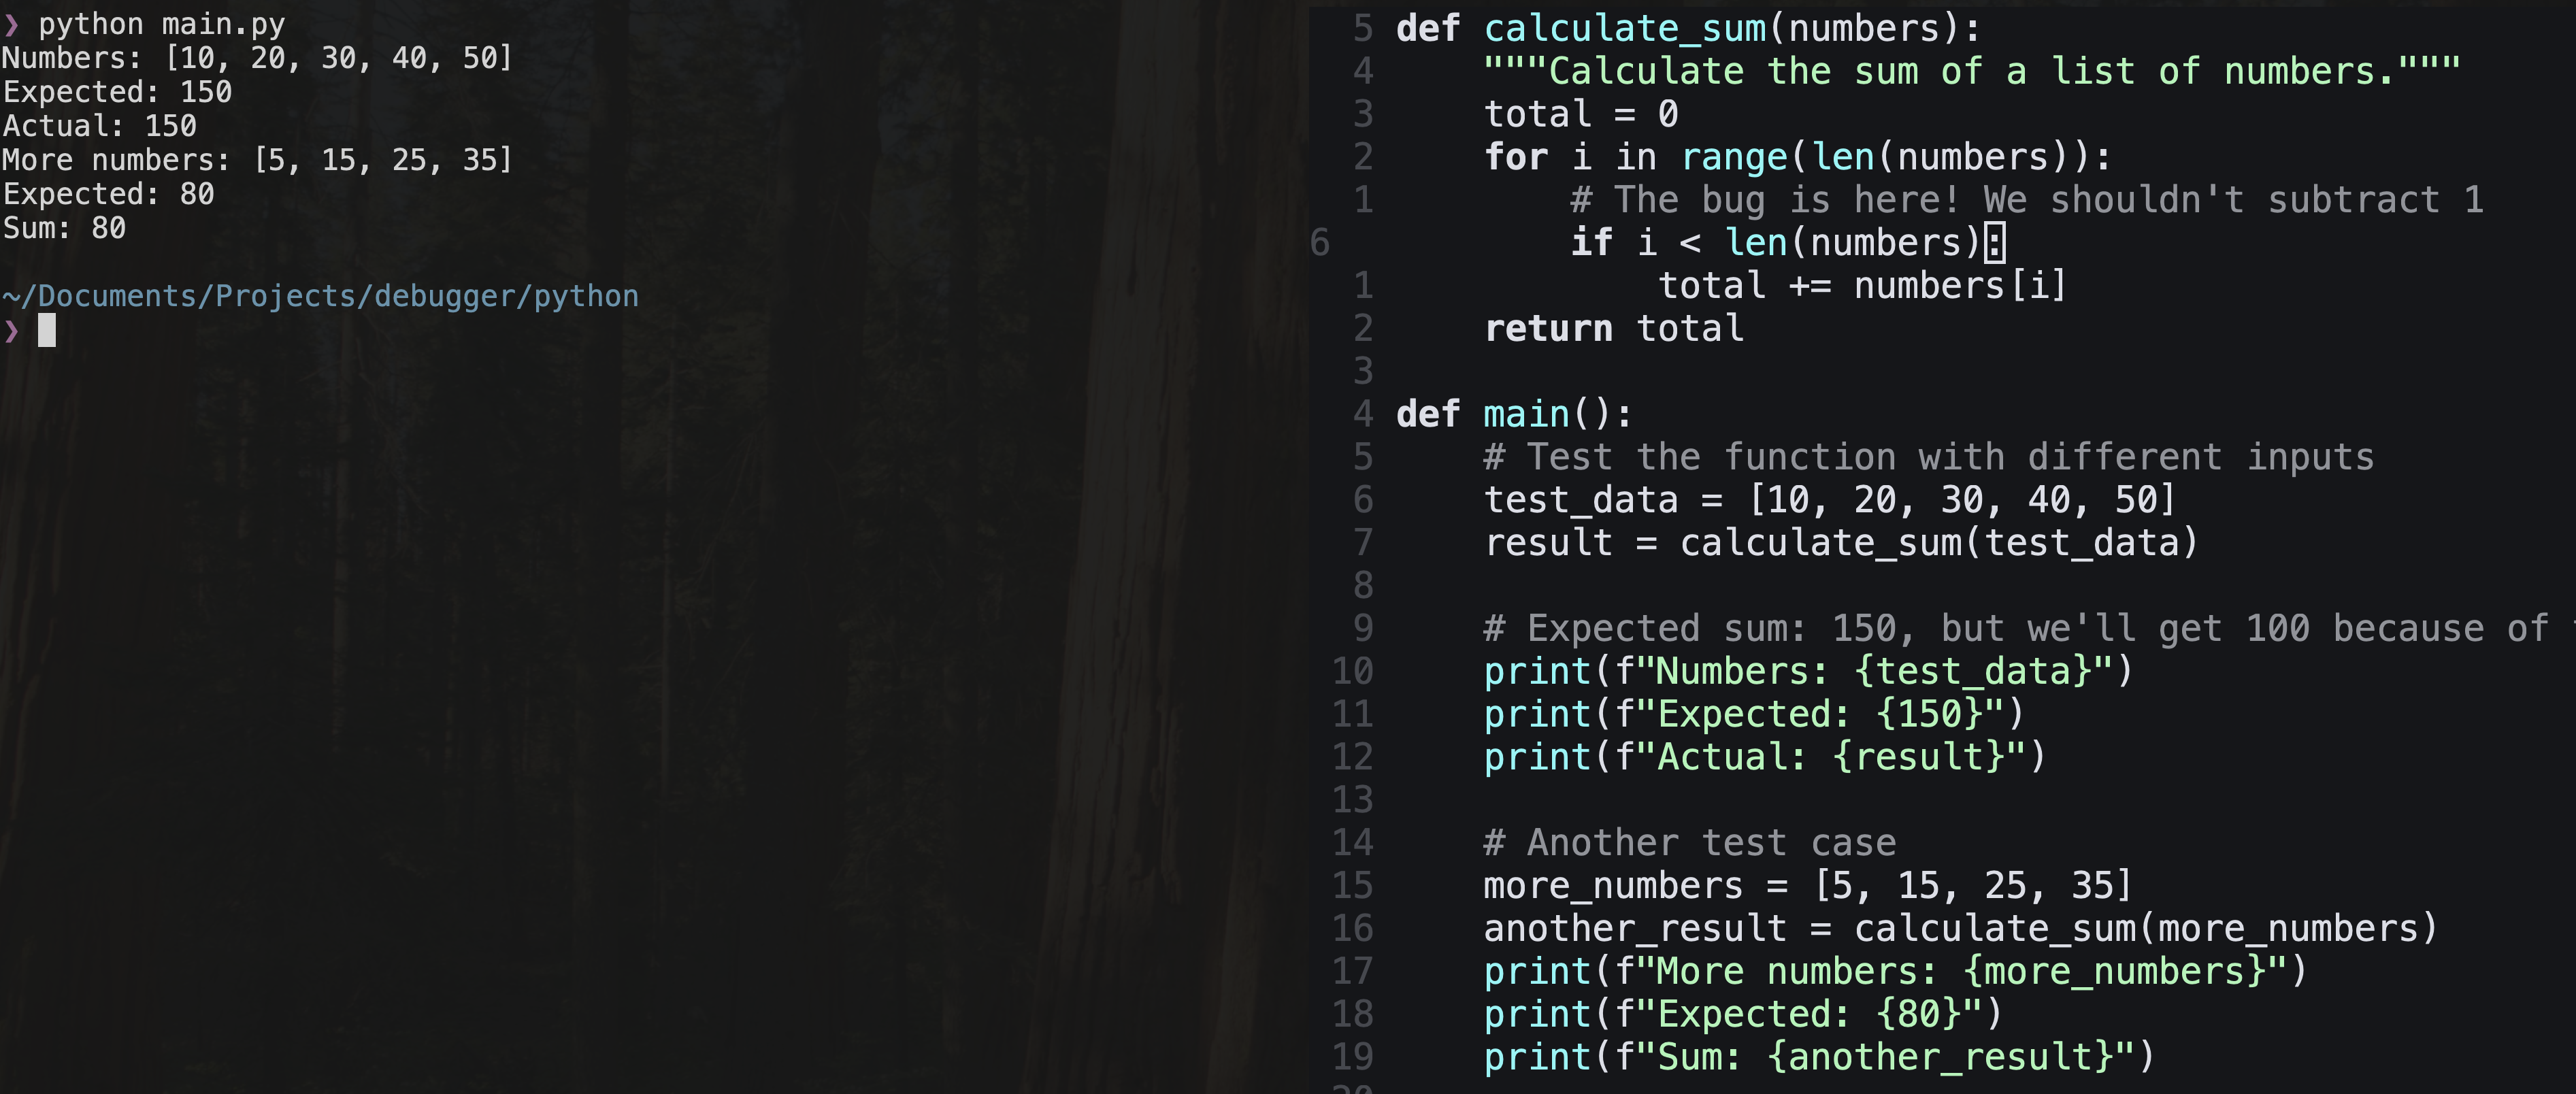 ❯ python main.py
Numbers: [10, 20, 30, 40, 50]
Expected: 150
Actual: 150
More numbers: [5, 15, 25, 35]
Expected: 80
Sum: 80
~/Documents/Projects/debugger/python
❯
5 def calculate_sum(numbers):
4     """Calculate the sum of a list of numbers."""
3     total = 0
2     for i in range(len(numbers)):
1         # The bug is here! We shouldn't subtract 1
6         if i < len(numbers):
1             total += numbers[i]
2     return total
3
4 def main():
5     # Test the function with different inputs
6     test_data = [10, 20, 30, 40, 50]
7     result = calculate_sum(test_data)
8
9     # Expected sum: 150, but we'll get 100 because of
10     print(f"Numbers: {test_data}")
11     print(f"Expected: {150}")
12     print(f"Actual: {result}")
13
14     # Another test case
15     more_numbers = [5, 15, 25, 35]
16     another_result = calculate_sum(more_numbers)
17     print(f"More numbers: {more_numbers}")
18     print(f"Expected: {80}")
19     print(f"Sum: {another_result}")
20